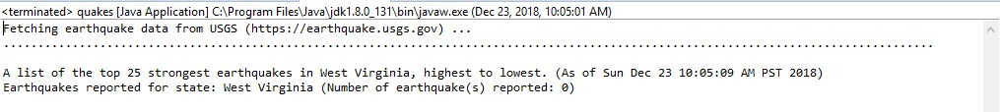 <terminated> quakes [Java Application] C:\Program Files\Java\jdk1.8.0_131\bin\javaw.exe (Dec 23, 2018, 10:05:01 AM)
Fetching earthquake data from USGS (https://earthquake.usgs.gov) ...
........................................................................................................................................
A list of the top 25 strongest earthquakes in West Virginia, highest to lowest. (As of Sun Dec 23 10:05:09 AM PST 2018)
Earthquakes reported for state: West Virginia (Number of earthquake(s) reported: 0)